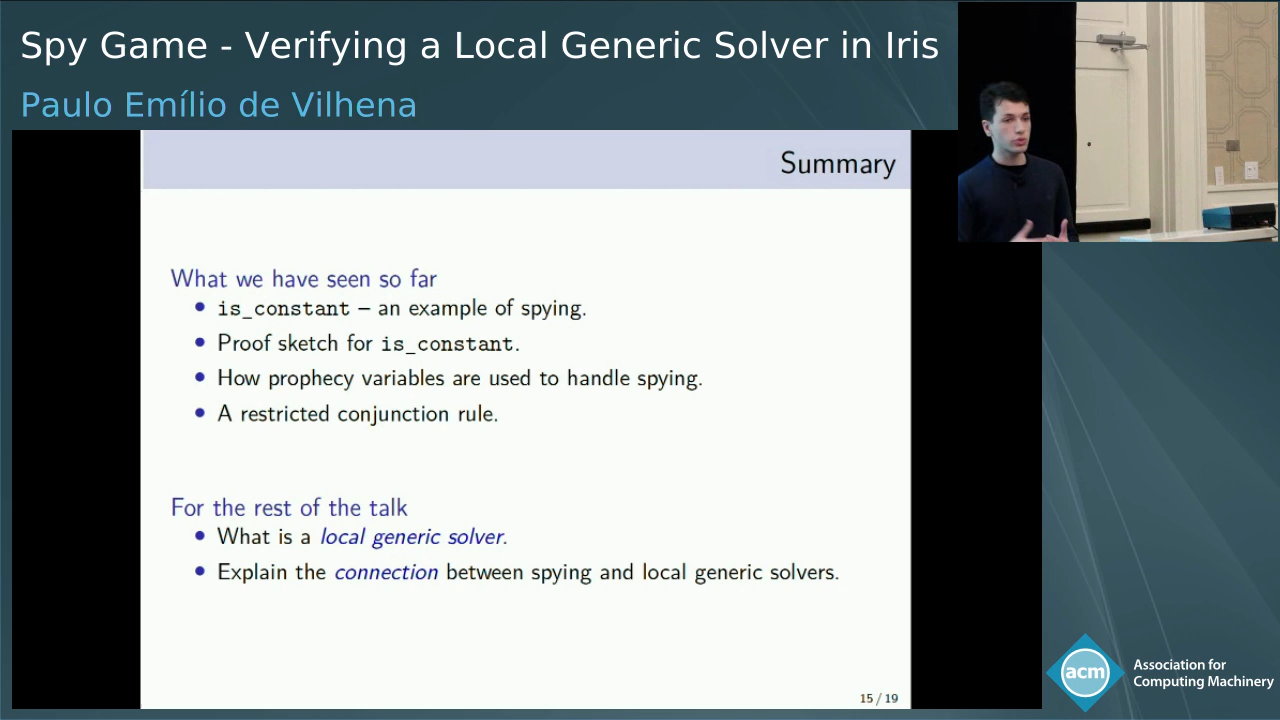 Spy Game - Verifying a Local Generic Solver in Iris
Paulo Emílio de Vilhena
Summary
What we have seen so far
• is_constant – an example of spying.
• Proof sketch for is_constant.
• How prophecy variables are used to handle spying.
• A restricted conjunction rule.
For the rest of the talk
• What is a local generic solver.
• Explain the connection between spying and local generic solvers.
15 / 19
acm
Association for
Computing Machinery